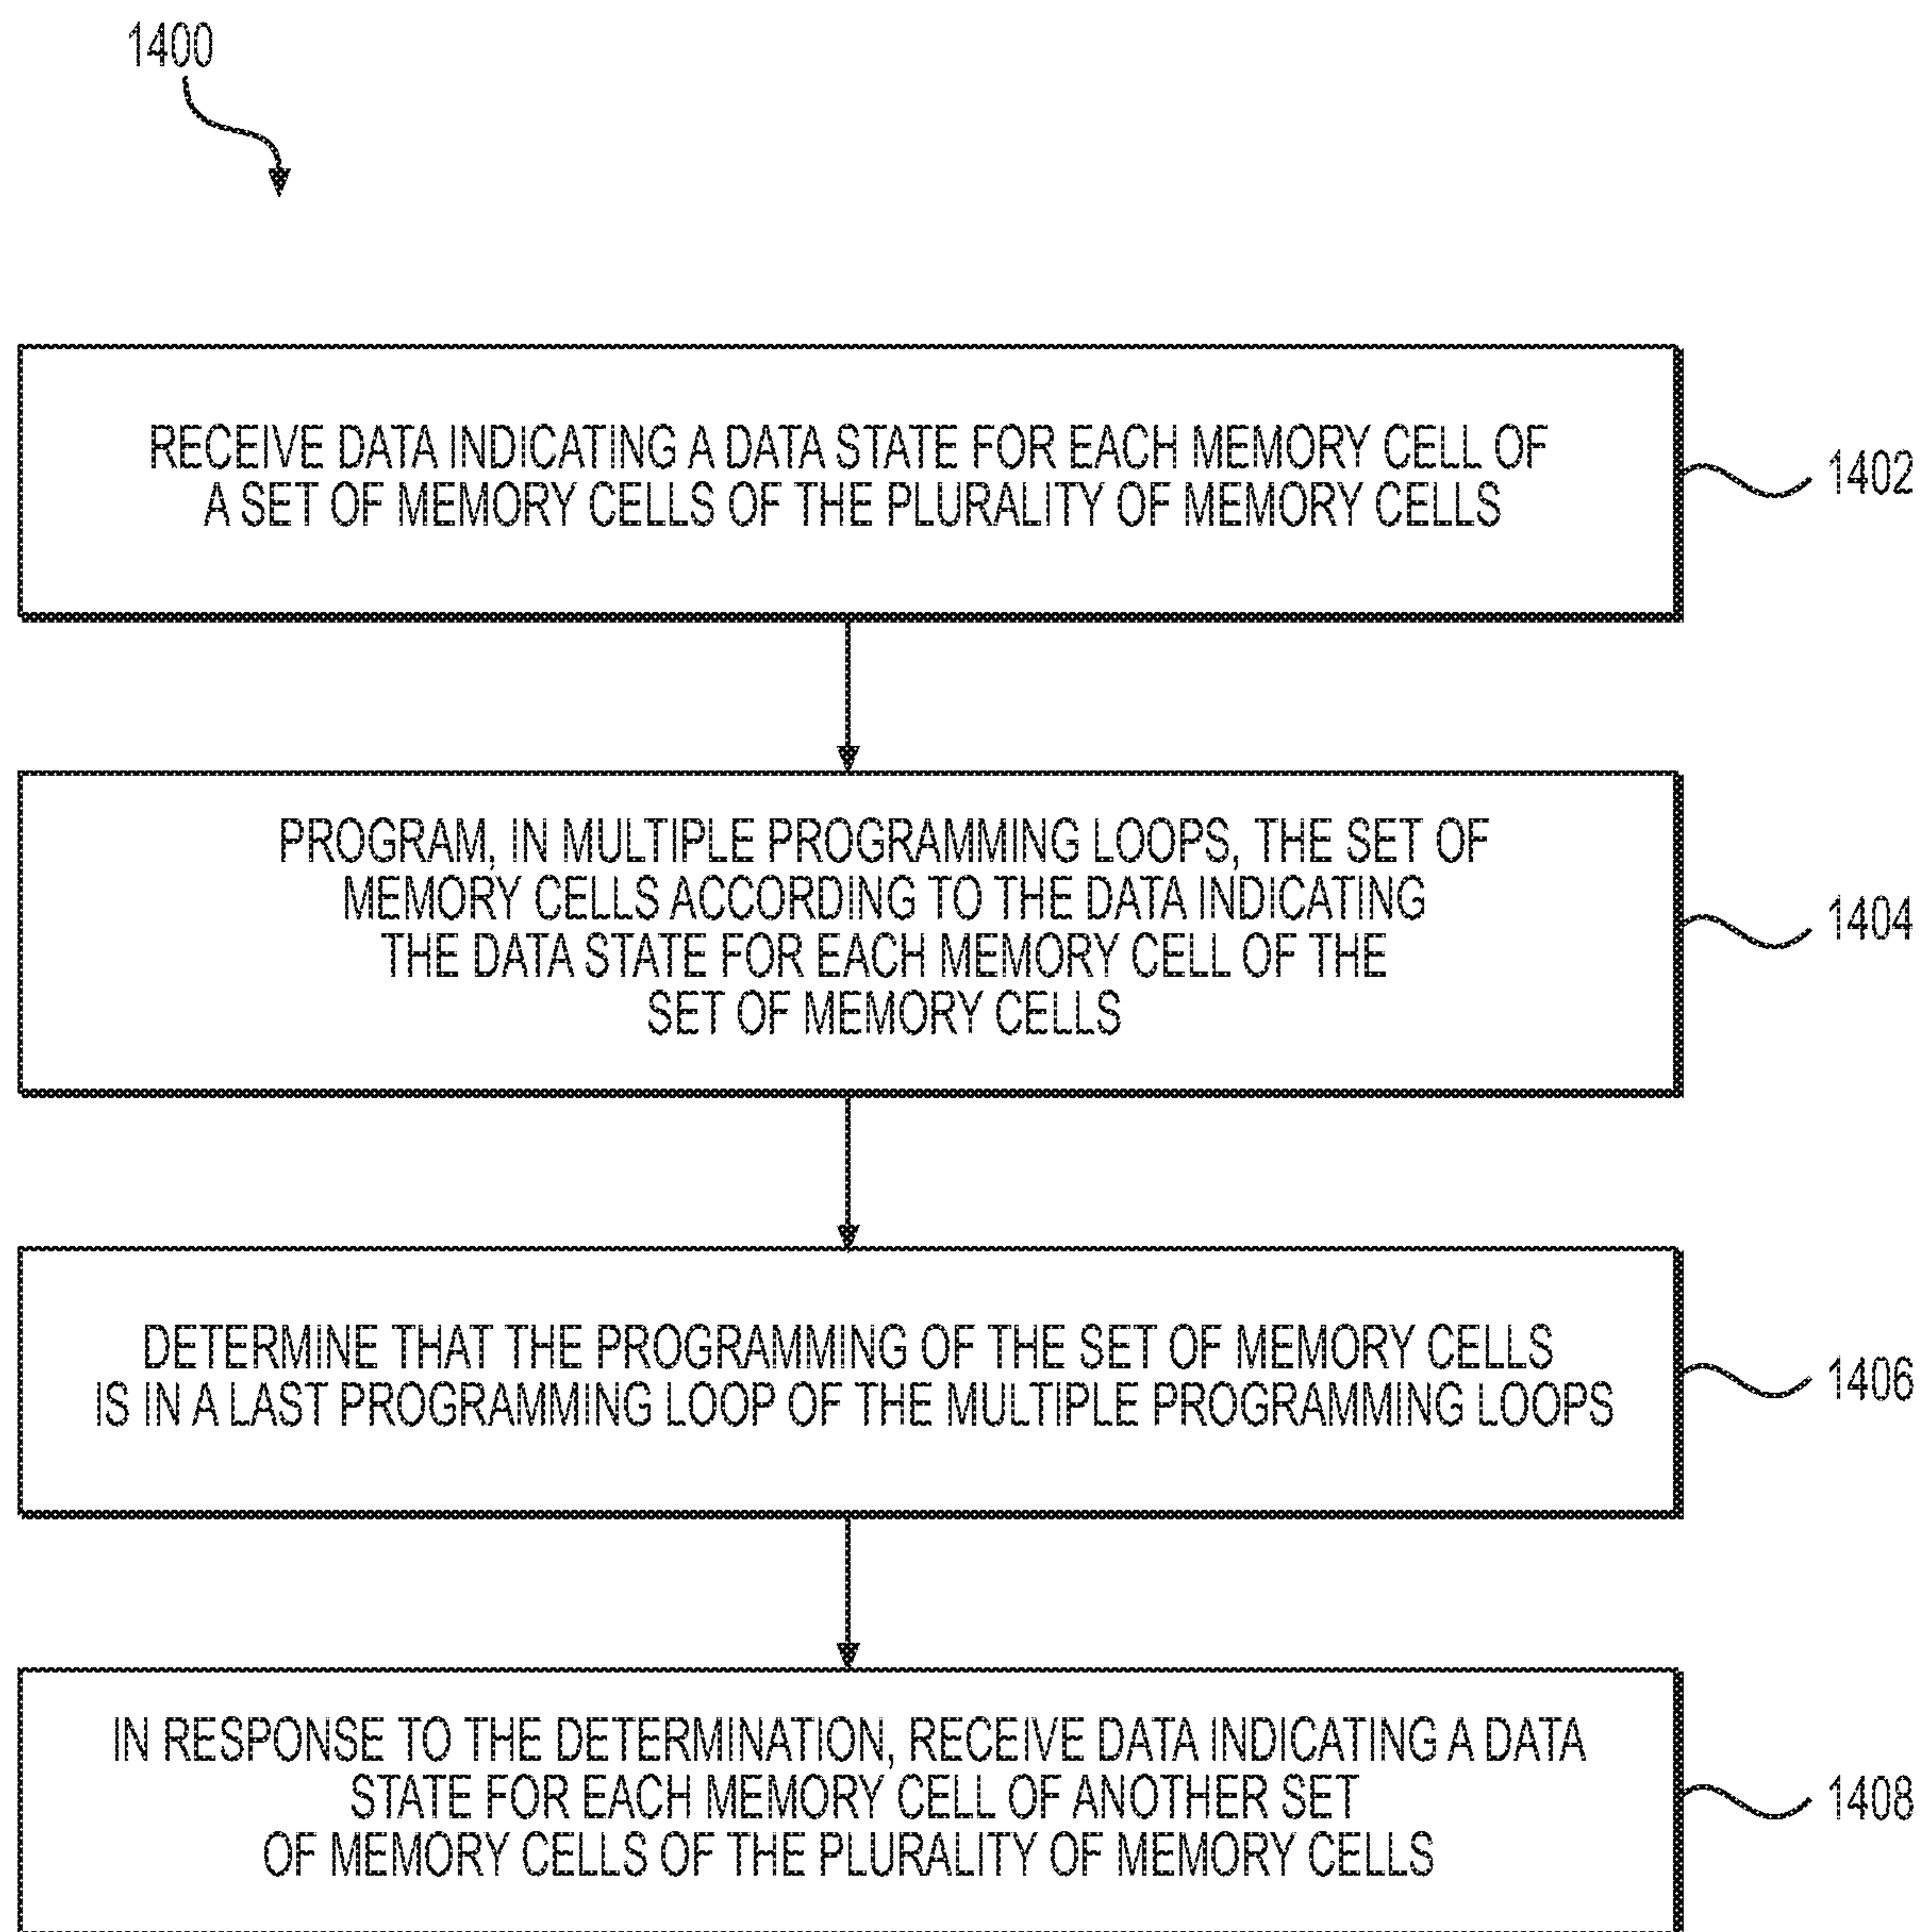 1400
RECEIVE DATA INDICATING A DATA STATE FOR EACH MEMORY CELL OF
A SET OF MEMORY CELLS OF THE PLURALITY OF MEMORY CELLS
1402
PROGRAM, IN MULTIPLE PROGRAMMING LOOPS, THE SET OF
MEMORY CELLS ACCORDING TO THE DATA INDICATING
THE DATA STATE FOR EACH MEMORY CELL OF THE
SET OF MEMORY CELLS
1404
DETERMINE THAT THE PROGRAMMING OF THE SET OF MEMORY CELLS
IS IN A LAST PROGRAMMING LOOP OF THE MULTIPLE PROGRAMMING LOOPS
1406
IN RESPONSE TO THE DETERMINATION, RECEIVE DATA INDICATING A DATA
STATE FOR EACH MEMORY CELL OF ANOTHER SET
OF MEMORY CELLS OF THE PLURALITY OF MEMORY CELLS
1408